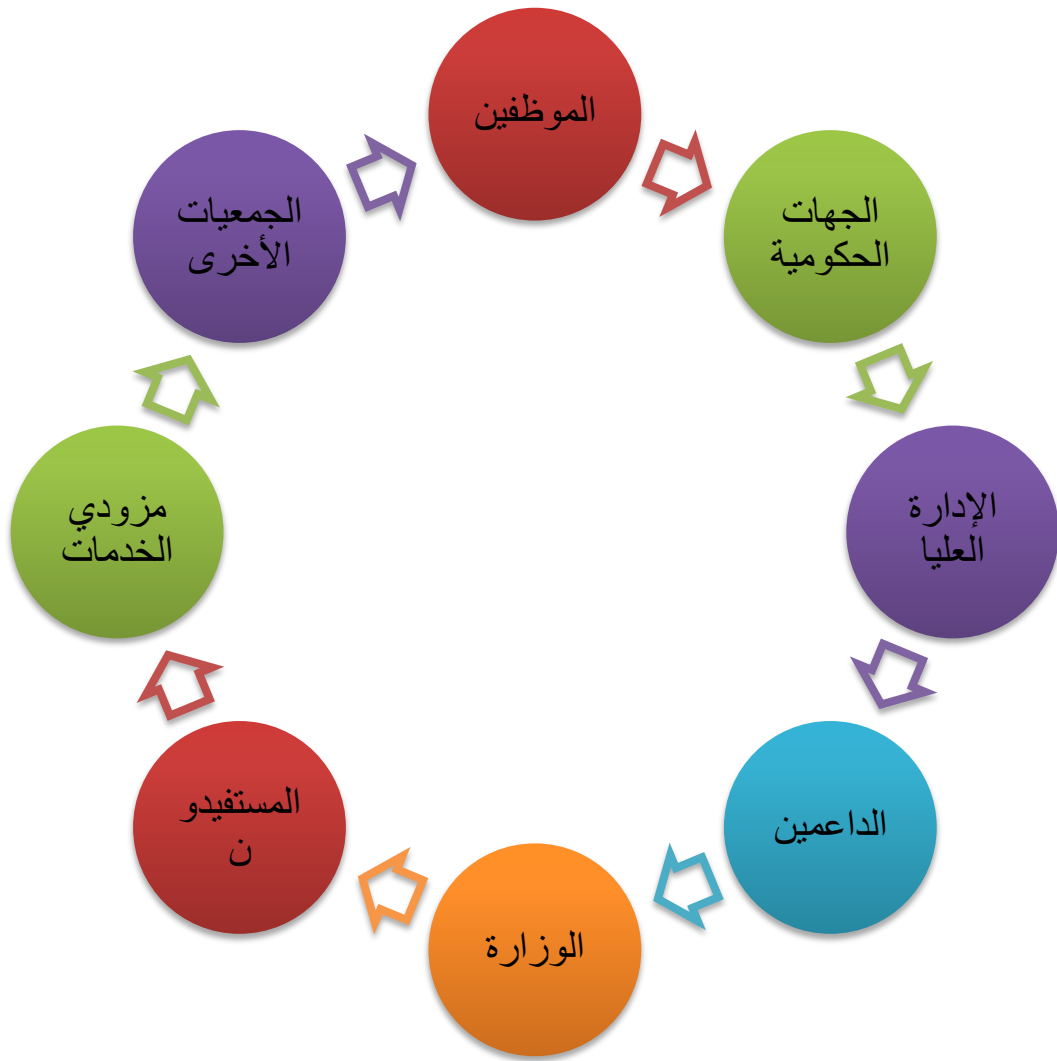 الموظفين
الجهات
الحكومية
الإدارة
العليا
الداعمين
الوزارة
المستفيدو
ن
مزودي
الخدمات
الجمعيات
الأخرى